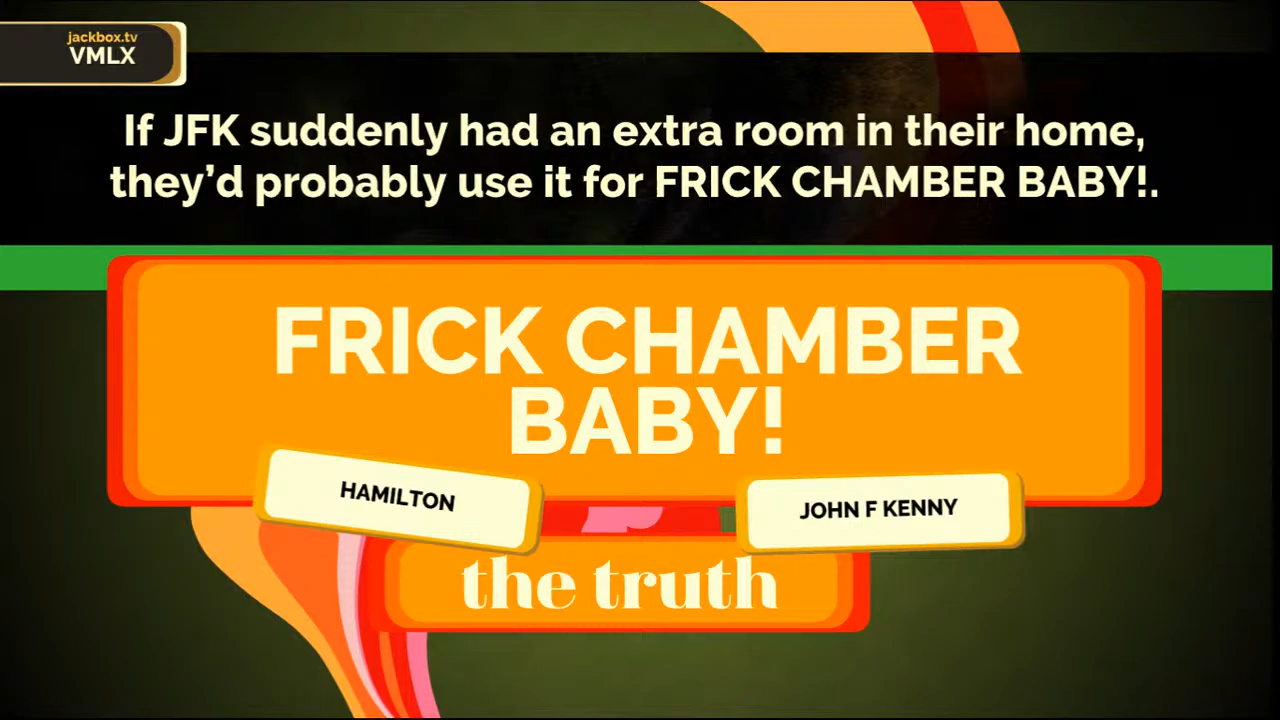 jackbox.tv
VMLX
If JFK suddenly had an extra room in their home,
they’d probably use it for FRICK CHAMBER BABY!.
FRICK CHAMBER
BABY!
HAMILTON
JOHN F KENNY
the truth